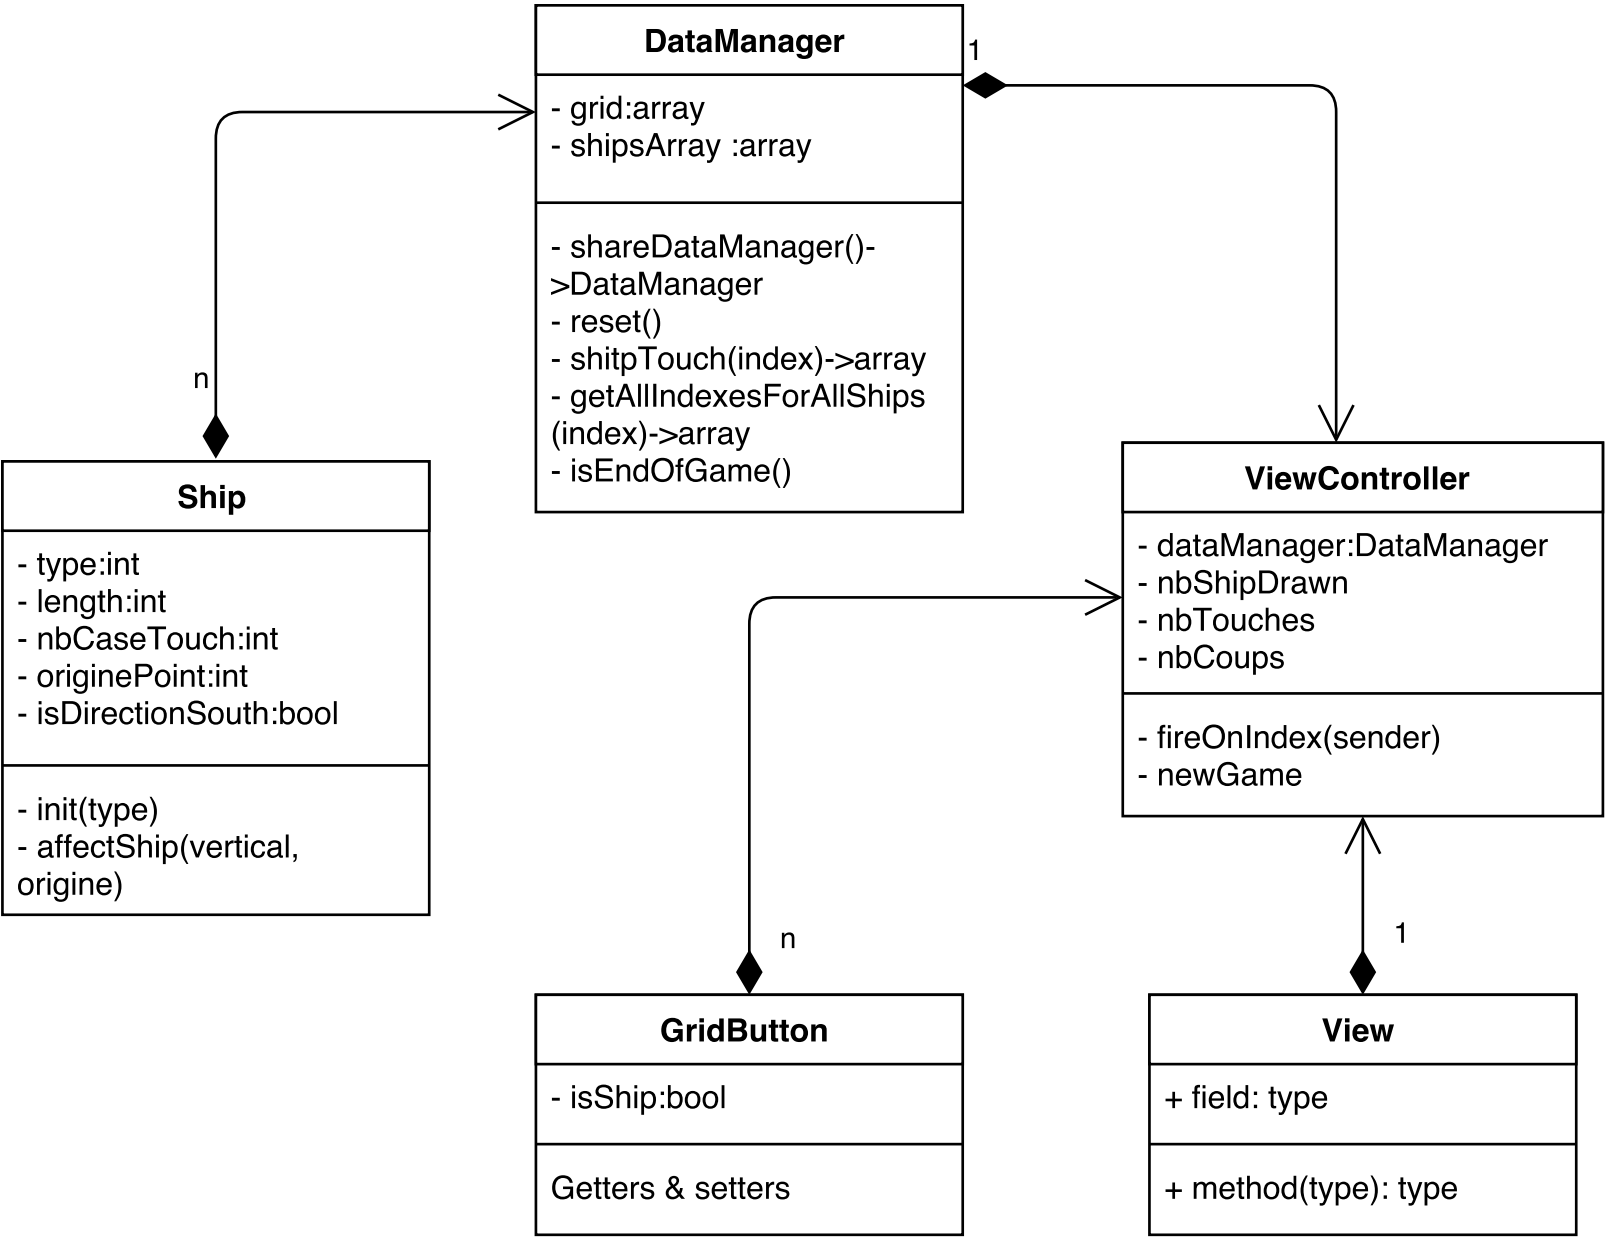 DataManager
1
- grid:array
- shipsArray :array
- shareDataManager()-
>DataManager
- reset()
- shitpTouch(index)->array
- getAllIndexesForAllShips
(index)->array
- isEndOfGame()
n
Ship
- type:int
- length:int
- nbCaseTouch:int
- originePoint:int
- isDirectionSouth:bool
- init(type)
- affectShip(vertical,
origine)
ViewController
- dataManager:DataManager
- nbShipDrawn
- nbTouches
- nbCoups
- fireOnIndex(sender)
- newGame
n
GridButton
- isShip:bool
Getters & setters
1
View
+ field: type
+ method(type): type